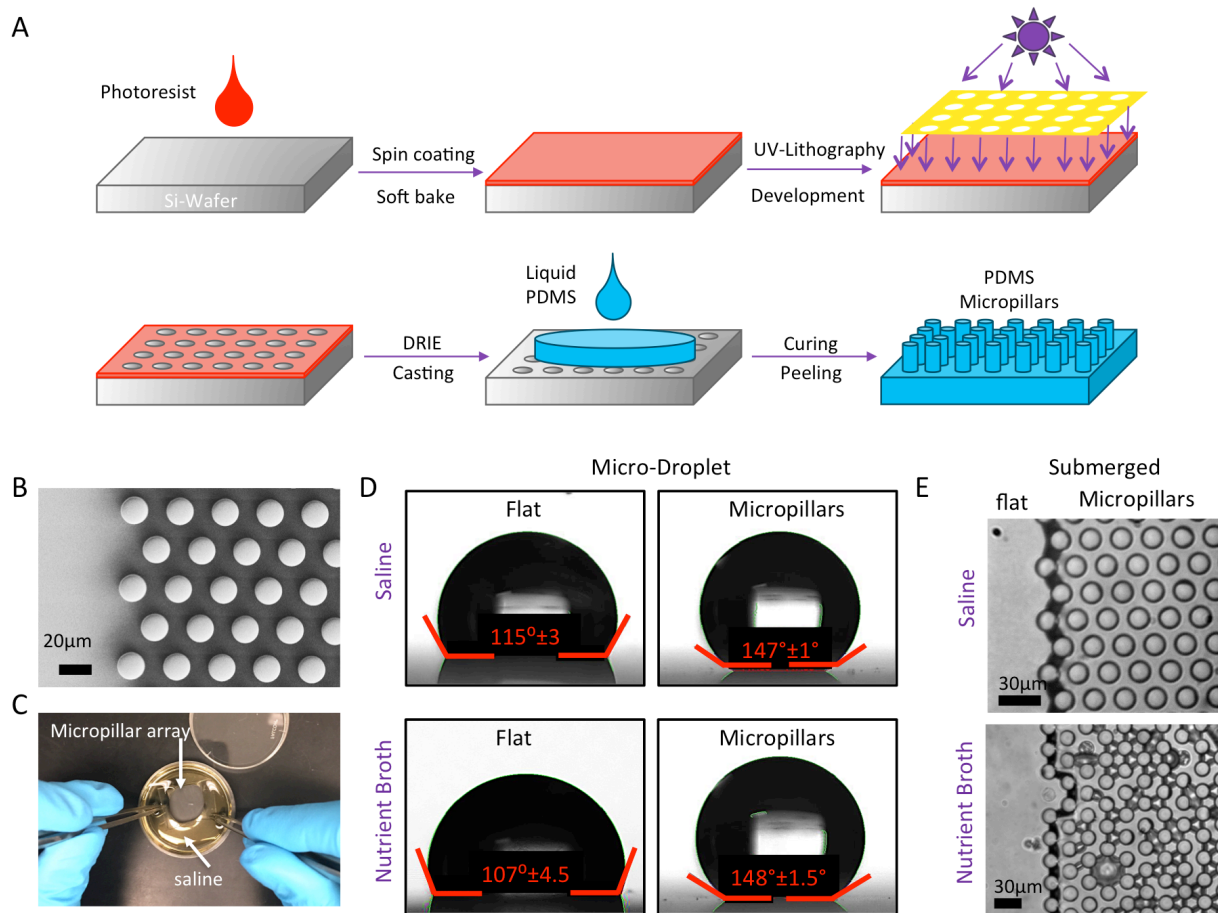 A
Photoresist
Si-Wafer
Spin coating
Soft bake
UV-Lithography
Development
DRIE
Casting
Liquid
PDMS
Curing
Peeling
PDMS
Micropillars
B
20μm
C
Micropillar array
saline
D
Micro-Droplet
Saline
Flat
115⁰±3
Micropillars
147°±1°
Nutrient Broth
Flat
107⁰±4.5
Micropillars
148°±1.5°
E
Submerged
flat
Micropillars
Saline
30μm
Nutrient Broth
30μm